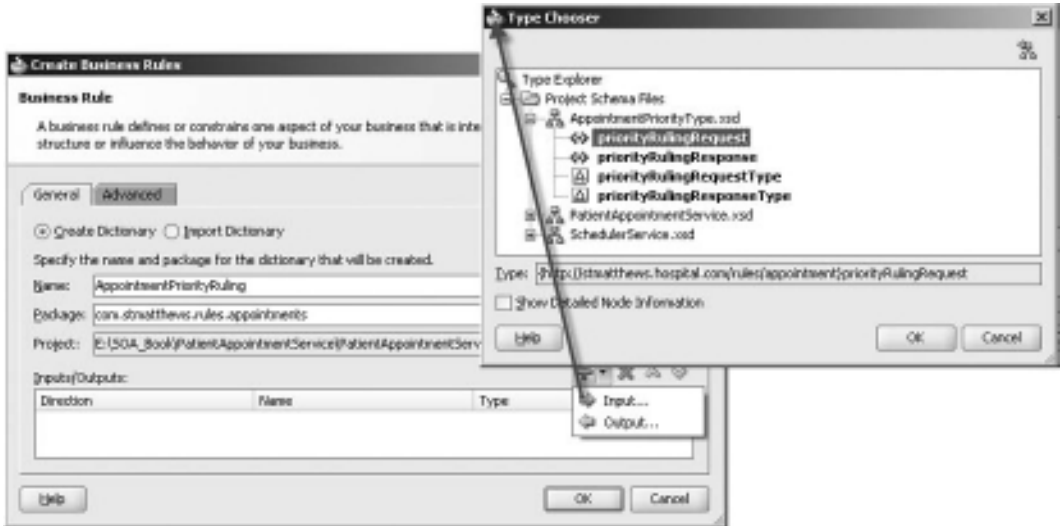 Create Business Rules
Business Rule
A business rule defines or constrains one aspect of your business that is inte
structure or influence the behavior of your business.
General Advanced
Create Dictionary Import Dictionary
Specify the name and package for the dictionary that will be created.
Name: AppointmentPriorityRuling
Package: com.stmatthews.rules.appointments
Project: E:\SOA_Book\PatientAppointmentService\PatientAppointmentServ
Inputs/Outputs:
Direction Name Type
Input...
Output...
Help OK Cancel
Type Chooser
Type Explorer
Project Schema Files
AppointmentPriorityType.xsd
priorityRulingRequest
priorityRulingResponse
priorityRulingRequestType
priorityRulingResponseType
PatientAppointmentService.xsd
SchedulerService.xsd
Type: {http://stmatthews.hospital.com/rules/appointment}priorityRulingRequest
Show Detailed Node Information
Help OK Cancel